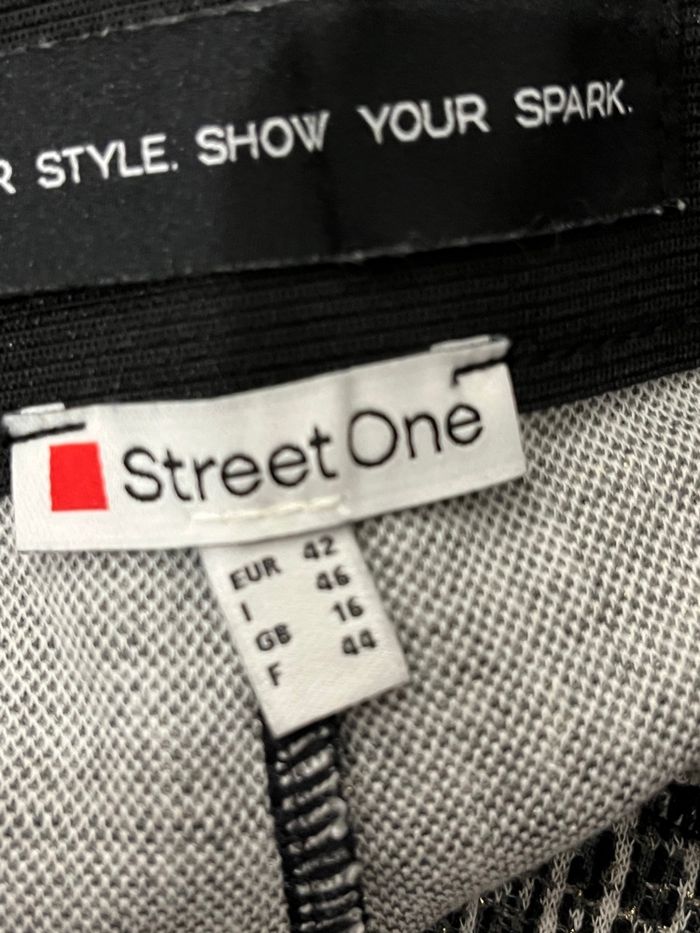 R STYLE. SHOW YOUR SPARK.
Street One
EUR 42
I 46
GB 16
F 44